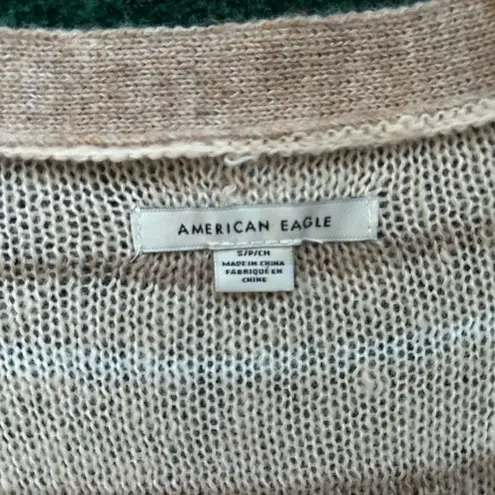 AMERICAN EAGLE
S/P/CH
MADE IN CHINA
FABRIQUÉ EN
CHINE